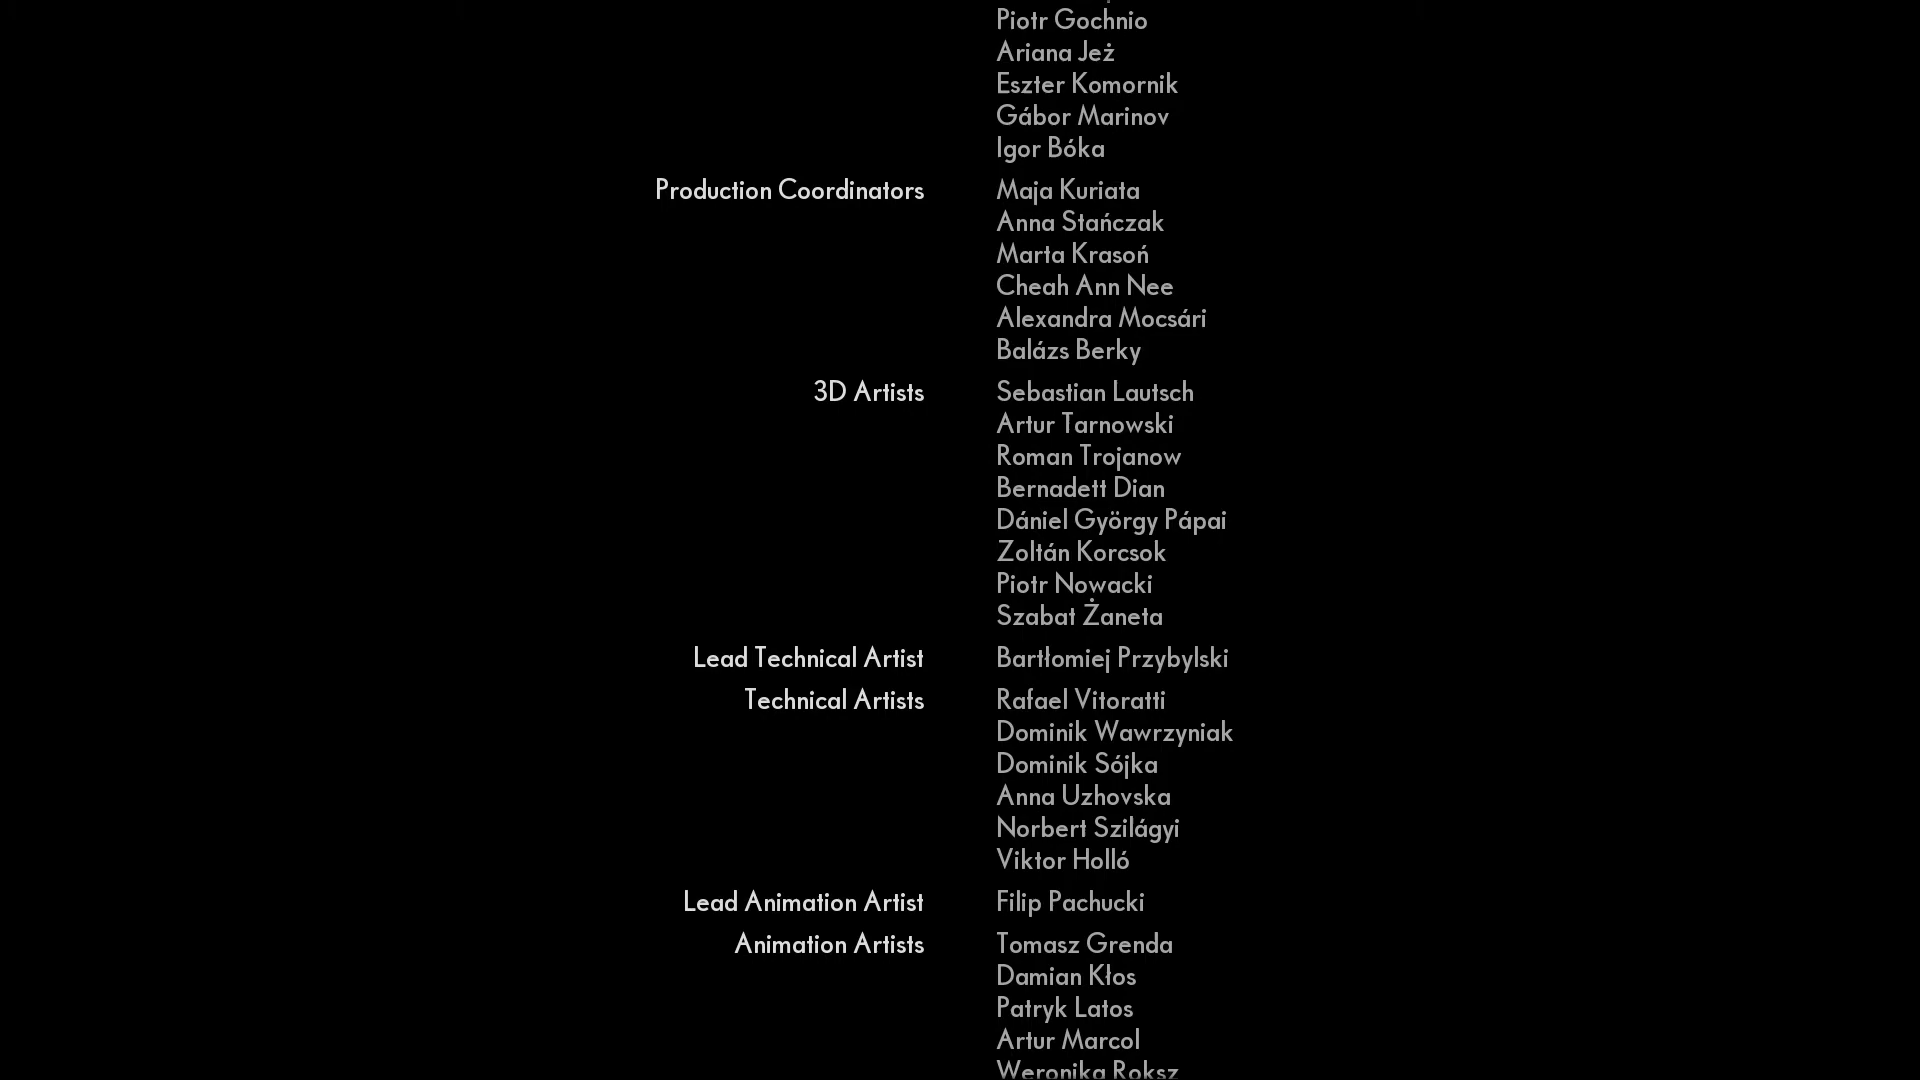 Piotr Gochnio
Ariana Jeż
Eszter Komornik
Gábor Marinov
Igor Bóka
Production Coordinators Maja Kuriata
Anna Stańczak
Marta Krasoń
Cheah Ann Nee
Alexandra Mocsári
Balázs Berky
3D Artists Sebastian Lautsch
Artur Tarnowski
Roman Trojanow
Bernadett Dian
Dániel György Pápai
Zoltán Korcsok
Piotr Nowacki
Szabat Żaneta
Lead Technical Artist Bartłomiej Przybylski
Technical Artists Rafael Vitoratti
Dominik Wawrzyniak
Dominik Sójka
Anna Uzhovska
Norbert Szilágyi
Viktor Holló
Lead Animation Artist Filip Pachucki
Animation Artists Tomasz Grenda
Damian Kłos
Patryk Latos
Artur Marcol
Weronika Roksz